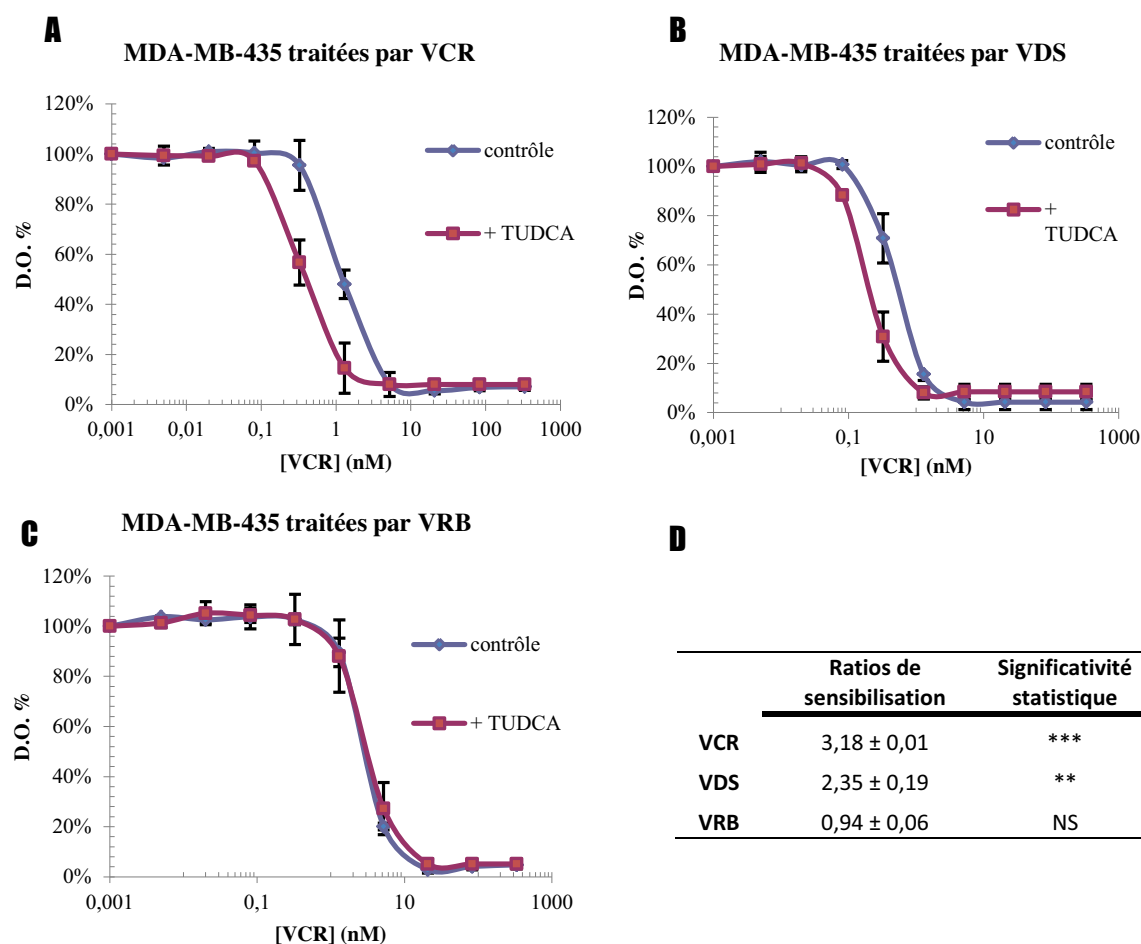 A
MDA-MB-435 traitées par VCR
120%
100%
80%
60%
40%
20%
0%
D.O. %
contrôle
+ TUDCA
0,001
0,01
0,1
1
10
100
1000
[VCR] (nM)
B
MDA-MB-435 traitées par VDS
120%
100%
80%
60%
40%
20%
0%
D.O. %
contrôle
+
TUDCA
0,001
0,1
10
1000
[VCR] (nM)
C
MDA-MB-435 traitées par VRB
120%
100%
80%
60%
40%
20%
0%
D.O. %
contrôle
+ TUDCA
0,001
0,1
10
1000
[VCR] (nM)
D
Ratios de sensibilisation
Significativité statistique
VCR 3,18 ± 0,01 ***
VDS 2,35 ± 0,19 **
VRB 0,94 ± 0,06 NS